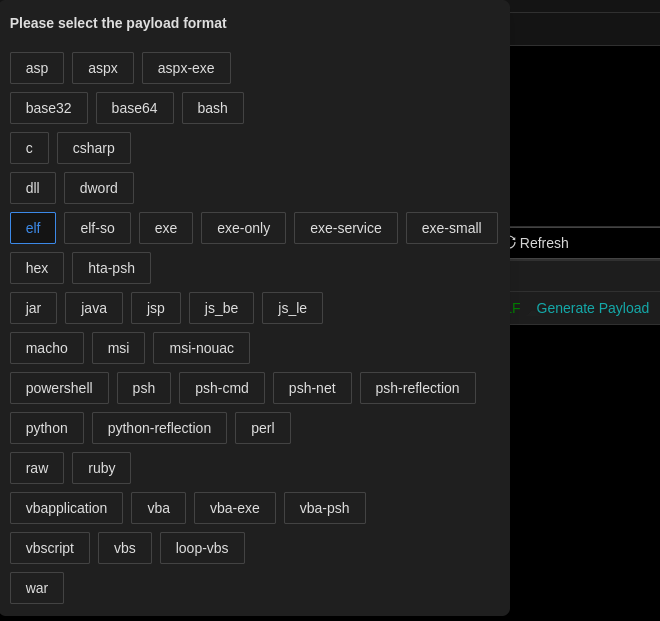 Please select the payload format
asp aspx aspx-exe
base32 base64 bash
c csharp
dll dword
elf elf-so exe exe-only exe-service exe-small
Refresh
hex hta-psh
jar java jsp js_be js_le
F Generate Payload
macho msi msi-nouac
powershell psh psh-cmd psh-net psh-reflection
python python-reflection perl
raw ruby
vbapplication vba vba-exe vba-psh
vbscript vbs loop-vbs
war